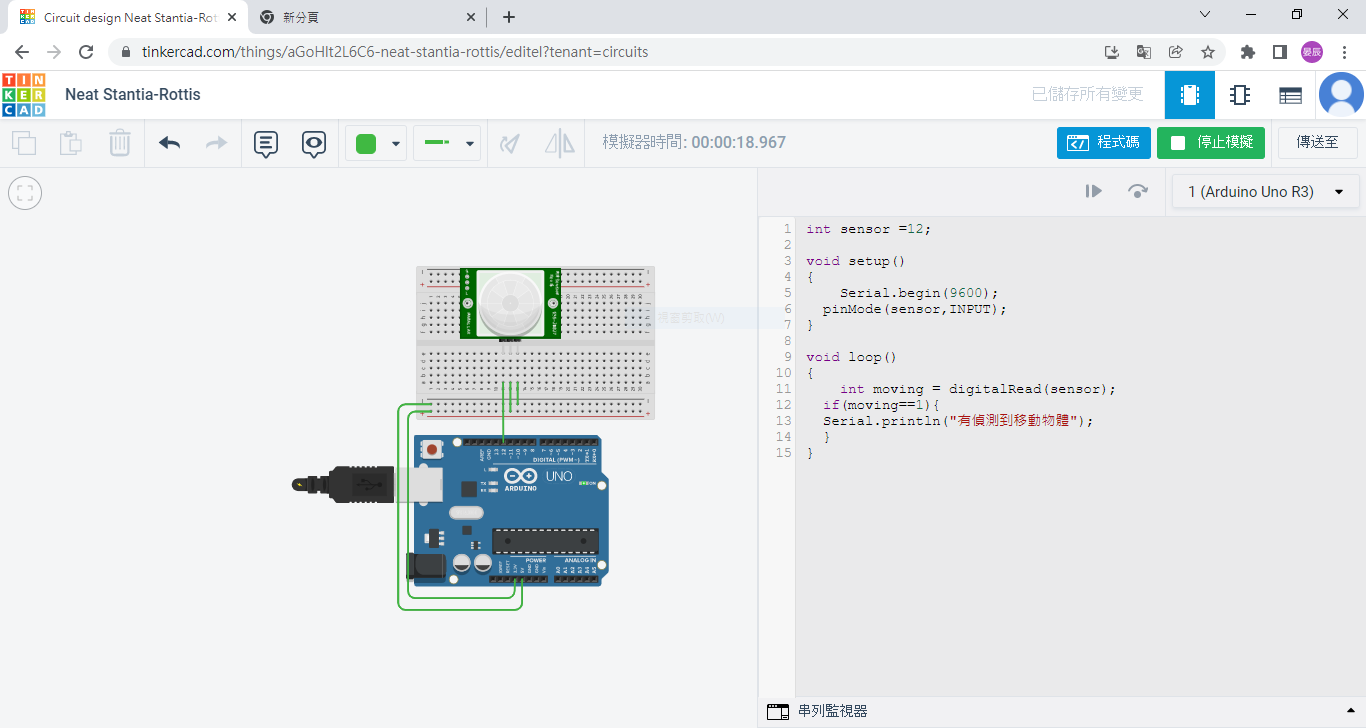 Circuit design Neat Stantia-Rot
新分頁
tinkercad.com/things/aGoHIt2L6C6-neat-stantia-rottis/editel?tenant=circuits
晏辰
TIN
KER
CAD
Neat Stantia-Rottis
已儲存所有變更
模擬器時間: 00:00:18.967
程式碼
停止模擬
傳送至
1 (Arduino Uno R3)
1 int sensor =12;
2
3 void setup()
4 {
5 Serial.begin(9600);
6 pinMode(sensor,INPUT);
7 }
8
9 void loop()
10 {
11 int moving = digitalRead(sensor);
12 if(moving==1){
13 Serial.println("有偵測到移動物體");
14 }
15 }
DIGITAL (PWM~)
UNO
ARDUINO
L
TX
RX
ON
POWER
ANALOG IN
串列監視器